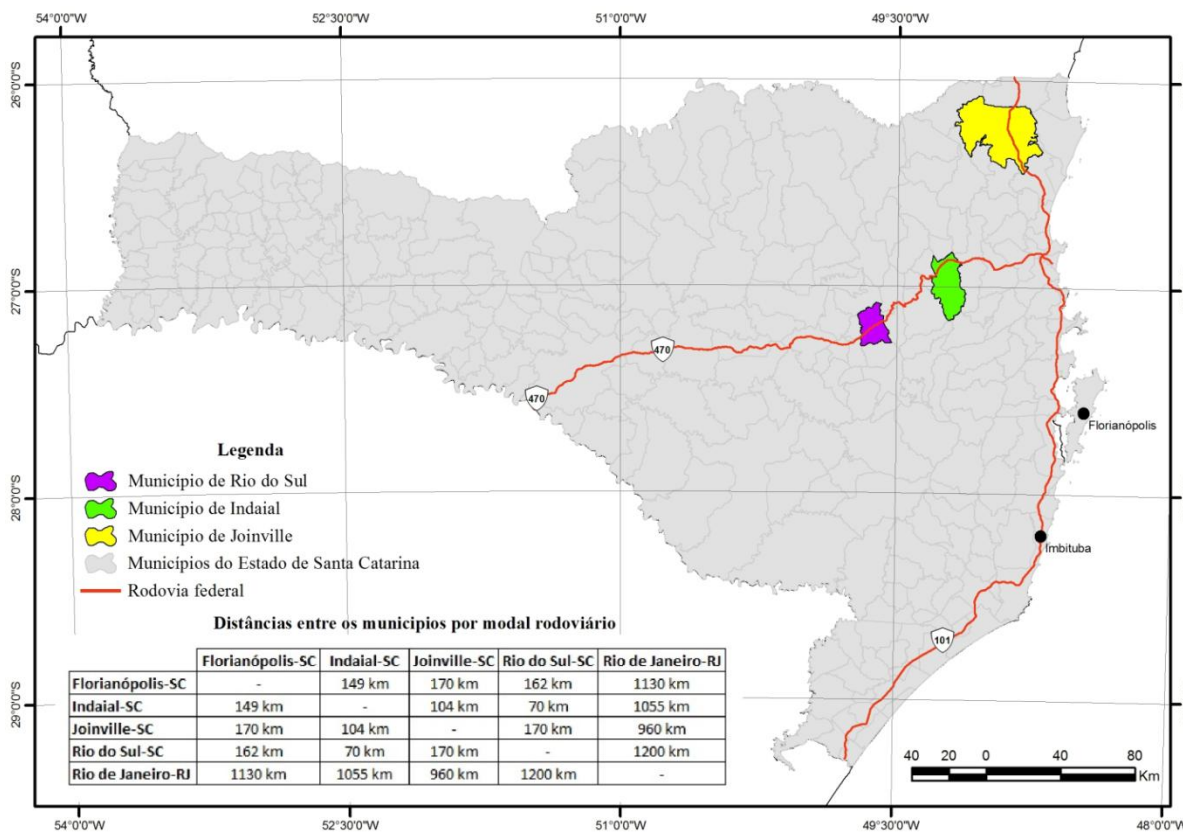 54°0'0"W 52°30'0"W 51°0'0"W 49°30'0"W
26°0'0"S
27°0'0"S
28°0'0"S
29°0'0"S
470
470
Florianópolis
Imbituba
101
Legenda
Município de Rio do Sul
Município de Indaial
Município de Joinville
Municípios do Estado de Santa Catarina
Rodovia federal
Distâncias entre os municipios por modal rodoviário
Florianópolis-SC Indaial-SC Joinville-SC Rio do Sul-SC Rio de Janeiro-RJ
Florianópolis-SC - 149 km 170 km 162 km 1130 km
Indaial-SC 149 km - 104 km 70 km 1055 km
Joinville-SC 170 km 104 km - 170 km 960 km
Rio do Sul-SC 162 km 70 km 170 km - 1200 km
Rio de Janeiro-RJ 1130 km 1055 km 960 km 1200 km -
40 20 0 40 80
Km
54°0'0"W 52°30'0"W 51°0'0"W 49°30'0"W 48°0'0"W